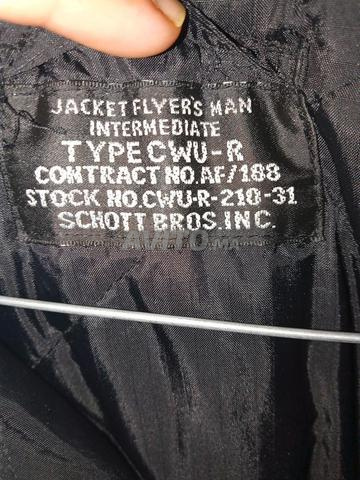 JACKET FLYER'S MAN
INTERMEDIATE
TYPE CWU-R
CONTRACT NO.AF/188
STOCK NO.CWU-R-210-31
SCHOTT BROS.INC.